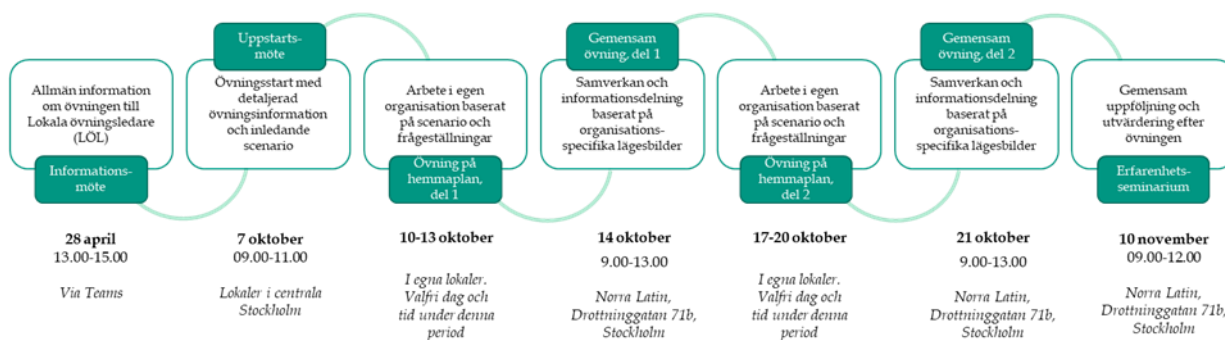 Allmän information
om övningen till
Lokala övningsledare
(LÖL)
Informations-
möte
28 april
13.00-15.00
Via Teams
Uppstarts-
möte
Övningsstart med
detaljerad
övningsinformation
och inledande
scenario
7 oktober
09.00-11.00
Lokaler i centrala
Stockholm
Arbete i egen
organisation baserat
på scenario och
frågeställningar
Övning på
hemmaplan,
del 1
10-13 oktober
I egna lokaler.
Valfri dag och
tid under denna
period
Gemensam
övning, del 1
Samverkan och
informationsdelning
baserat på
organisations-
specifika lägesbilder
14 oktober
9.00-13.00
Norra Latin,
Drottninggatan 71b,
Stockholm
Arbete i egen
organisation baserat
på scenario och
frågeställningar
Övning på
hemmaplan,
del 2
17-20 oktober
I egna lokaler.
Valfri dag och
tid under denna
period
Gemensam
övning, del 2
Samverkan och
informationsdelning
baserat på
organisations-
specifika lägesbilder
21 oktober
9.00-13.00
Norra Latin,
Drottninggatan 71b,
Stockholm
Gemensam
uppföljning och
utvärdering efter
övningen
Erfarenhets-
seminarium
10 november
09.00-12.00
Norra Latin,
Drottninggatan 71b,
Stockholm